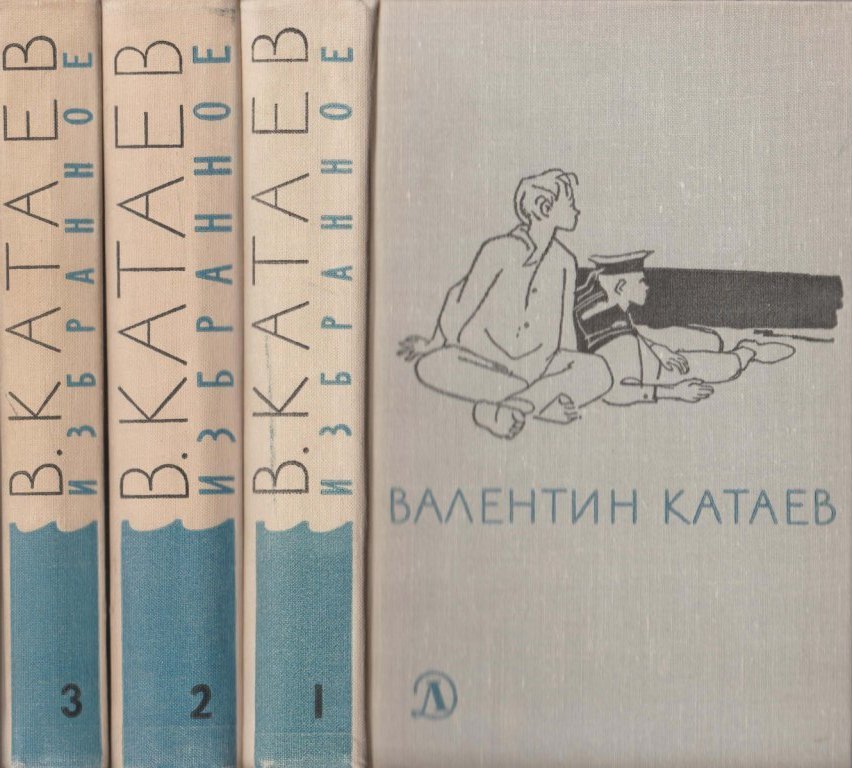 В. КАТАЕВ
ИЗБРАННОЕ
3
В. КАТАЕВ
ИЗБРАННОЕ
2
В. КАТАЕВ
ИЗБРАННОЕ
1
ВАЛЕНТИН КАТАЕВ
Д